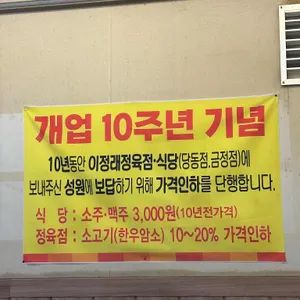 개업 10주년 기념
10년동안 이정래정육점·식당(당동점,금정점)에
보내주신 성원에 보답하기 위해 가격인하를 단행합니다.
식 당 : 소주·맥주 3,000원(10년전가격)
정육점 : 소고기(한우암소) 10~20% 가격인하